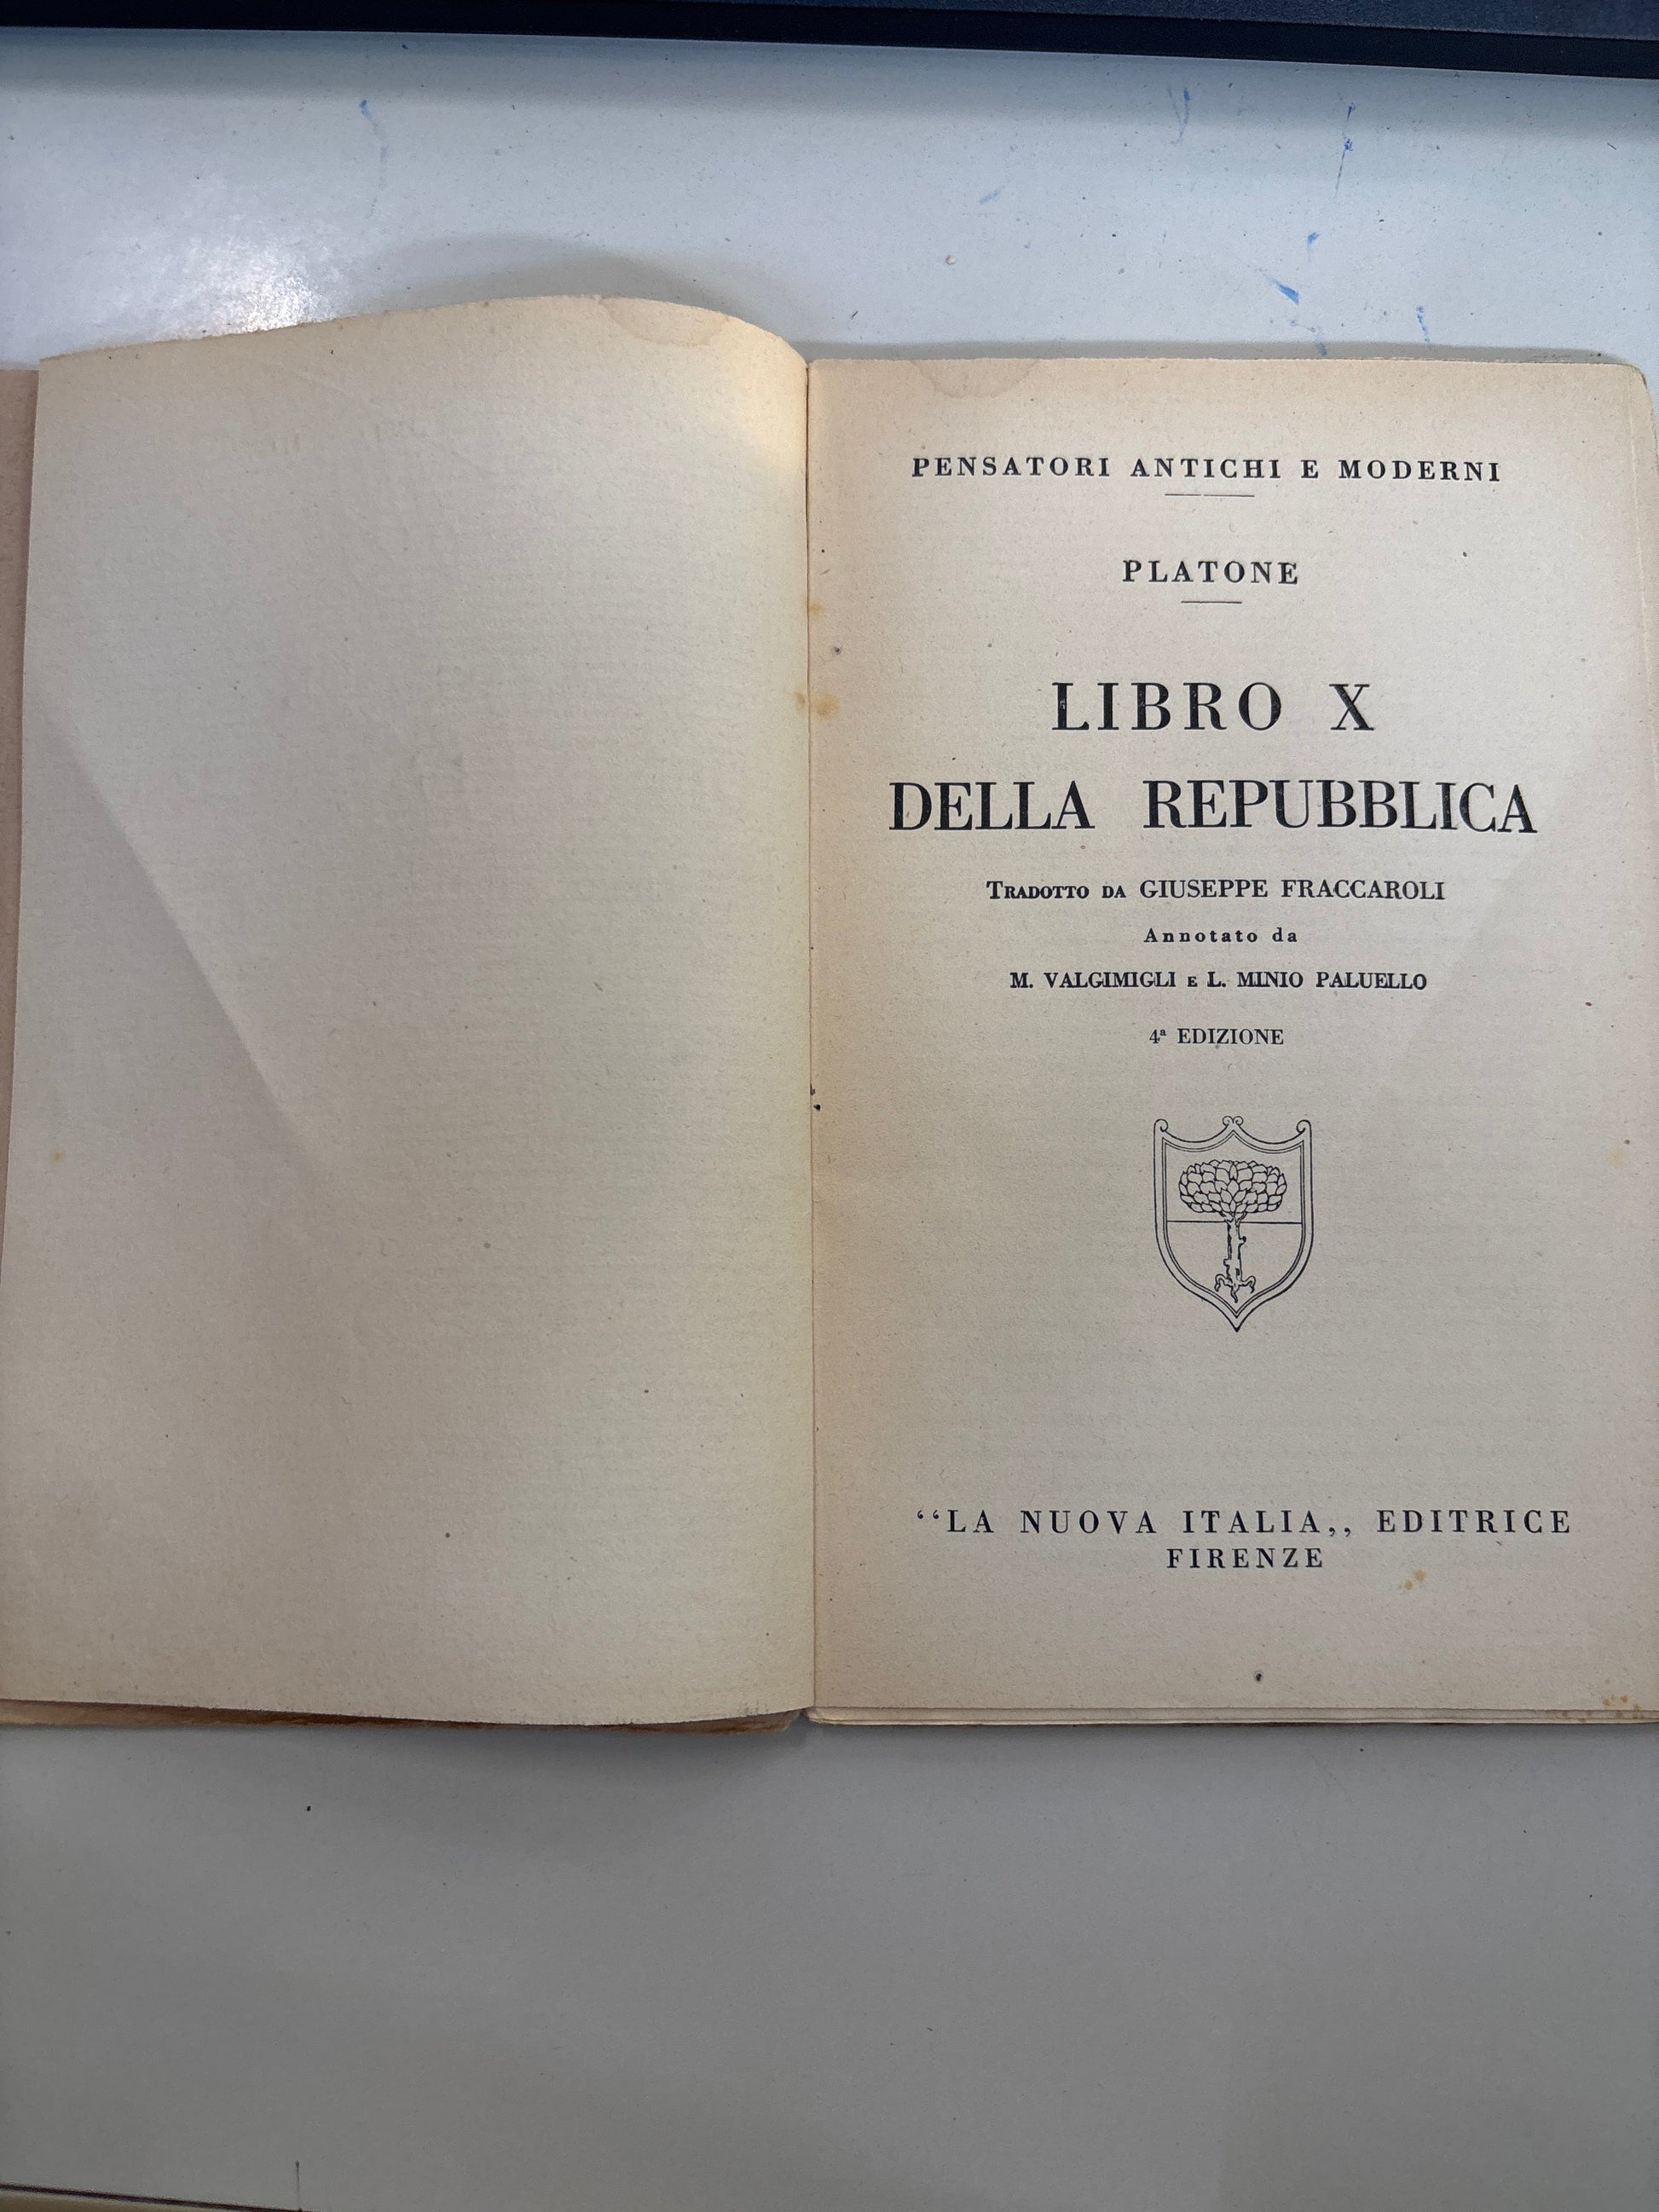 PENSATORI ANTICHI E MODERNI
PLATONE
LIBRO X
DELLA REPUBBLICA
TRADOTTO DA GIUSEPPE FRACCAROLI
Annotato da
M. VALGIMIGLI E L. MINIO PALUELLO
4ª EDIZIONE
“LA NUOVA ITALIA,, EDITRICE
FIRENZE